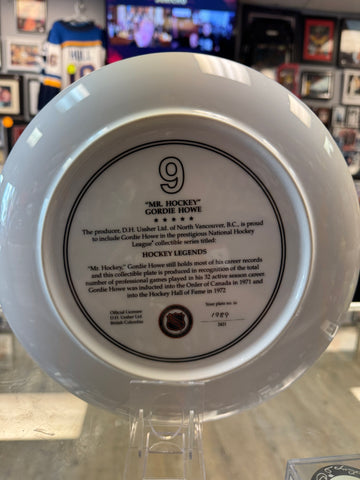 9
"MR. HOCKEY"
GORDIE HOWE
★ ★ ★ ★ ★
The producer, D.H. Ussher Ltd. of North Vancouver, B.C., is proud
to include Gordie Howe in the prestigious National Hockey
League® collectible series titled:
HOCKEY LEGENDS
"Mr. Hockey," Gordie Howe still holds most of his career records
and this collectible plate is produced in recognition of the total
number of professional games played in his 32 active season career
Gordie Howe was inducted into the Order of Canada in 1971 and
into the Hockey Hall of Fame in 1972
Official Licensee
D.H. Ussher Ltd.
British Columbia
Your plate no. is
1989
2421